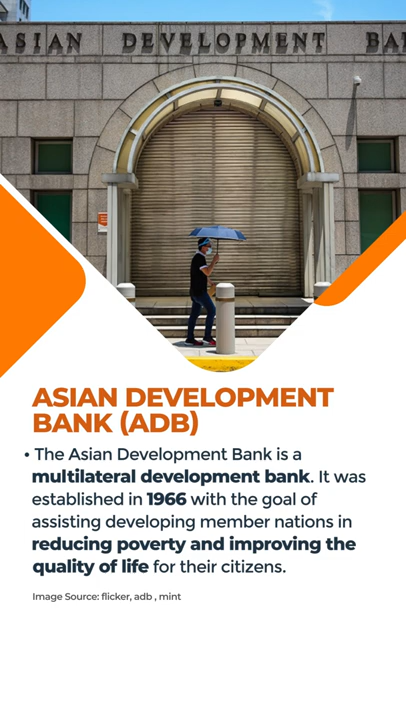 ASIAN DEVELOPMENT BA
ASIAN DEVELOPMENT
BANK (ADB)
• The Asian Development Bank is a
multilateral development bank. It was
established in 1966 with the goal of
assisting developing member nations in
reducing poverty and improving the
quality of life for their citizens.
Image Source: flicker, adb , mint